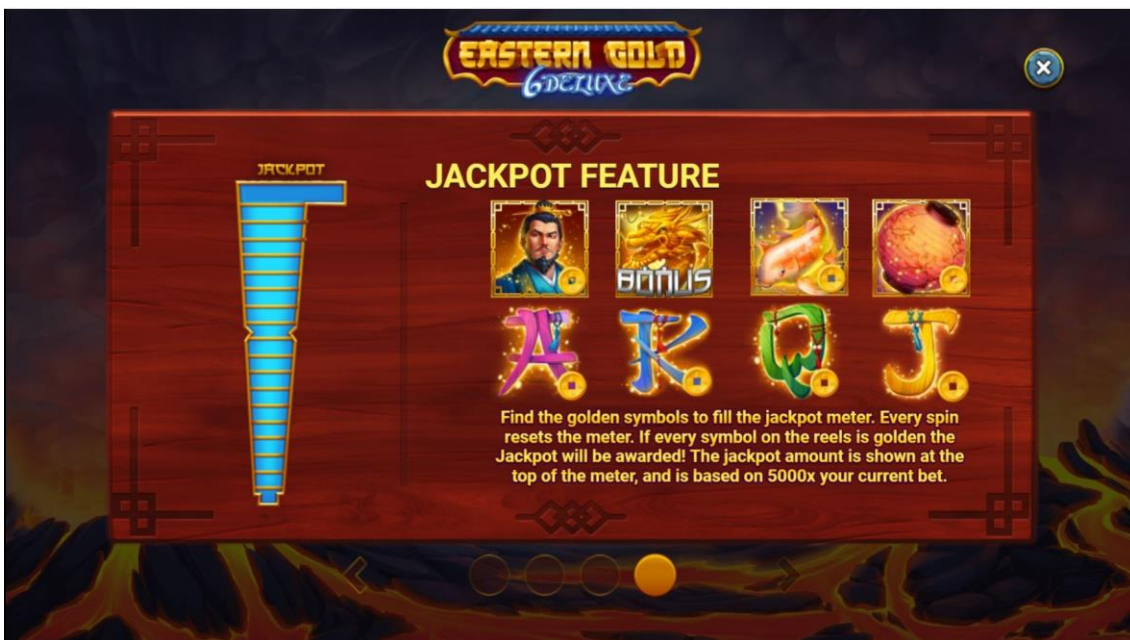 EASTERN GOLD
6 DELUXE
JACKPOT
JACKPOT FEATURE
BONUS
A K Q J
Find the golden symbols to fill the jackpot meter. Every spin
resets the meter. If every symbol on the reels is golden the
Jackpot will be awarded! The jackpot amount is shown at the
top of the meter, and is based on 5000x your current bet.